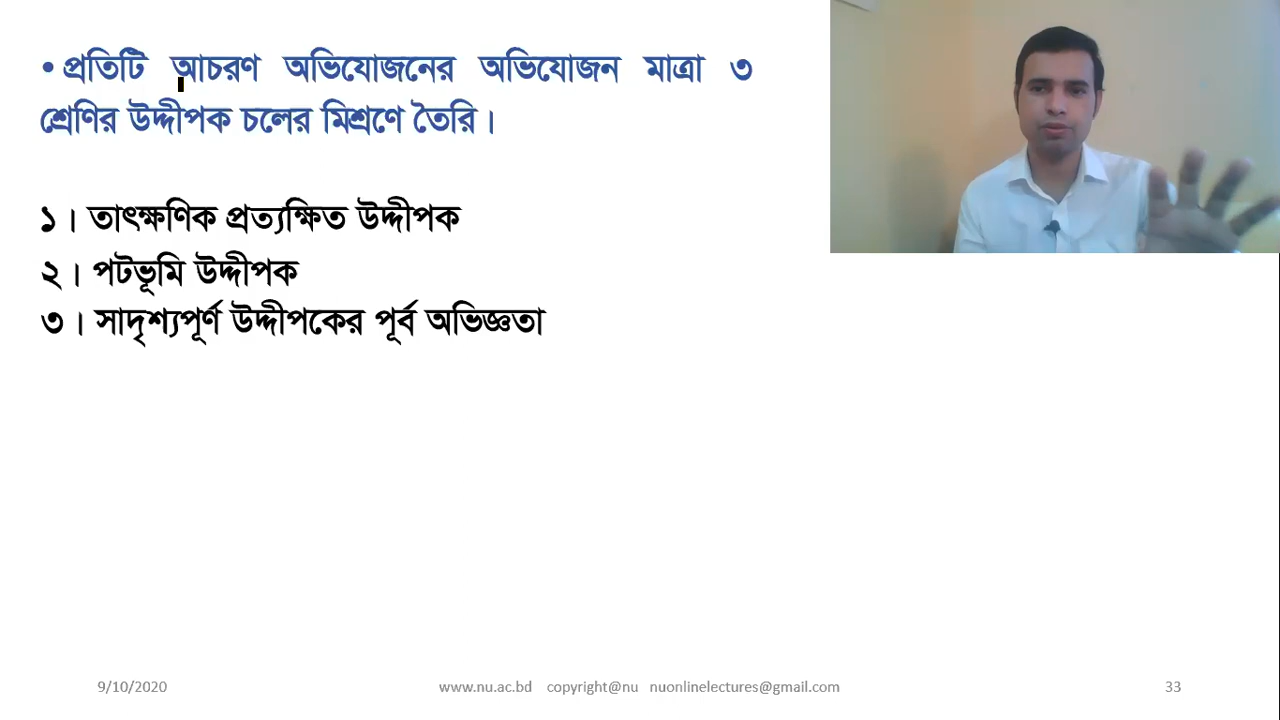 • প্রতিটি আচরণ অভিযোজনের অভিযোজন মাত্রা ৩
শ্রেণির উদ্দীপক চলের মিশ্রণে তৈরি।
১। তাৎক্ষণিক প্রত্যক্ষিত উদ্দীপক
২। পটভূমি উদ্দীপক
৩। সাদৃশ্যপূর্ণ উদ্দীপকের পূর্ব অভিজ্ঞতা
9/10/2020
www.nu.ac.bd copyright@nu nuonlinelectures@gmail.com
33